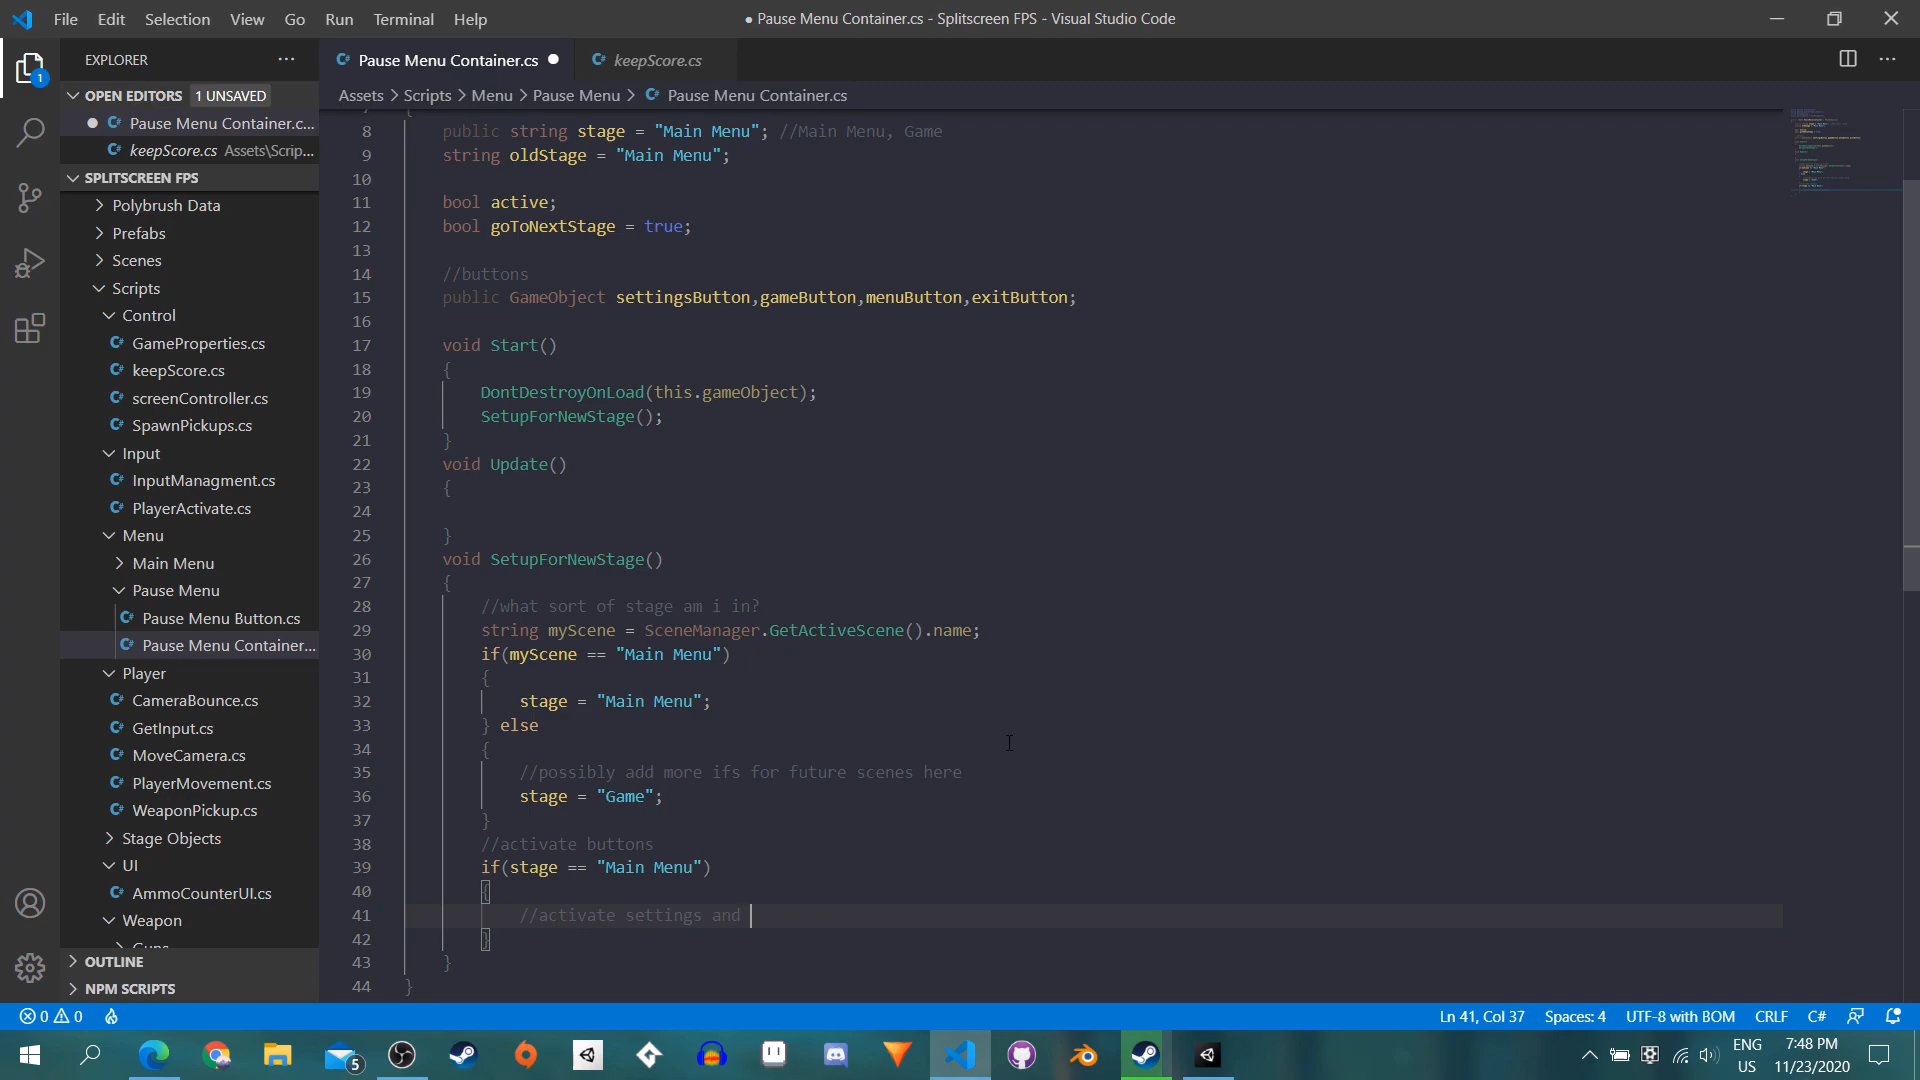 File Edit Selection View Go Run Terminal Help
● Pause Menu Container.cs - Splitscreen FPS - Visual Studio Code
EXPLORER
Pause Menu Container.cs
keepScore.cs
OPEN EDITORS 1 UNSAVED
Assets > Scripts > Menu > Pause Menu > Pause Menu Container.cs
Pause Menu Container.c...
keepScore.cs Assets\Scrip...
SPLITSCREEN FPS
Polybrush Data
Prefabs
Scenes
Scripts
Control
GameProperties.cs
keepScore.cs
screenController.cs
SpawnPickups.cs
Input
InputManagment.cs
PlayerActivate.cs
Menu
Main Menu
Pause Menu
Pause Menu Button.cs
Pause Menu Container...
Player
CameraBounce.cs
GetInput.cs
MoveCamera.cs
PlayerMovement.cs
WeaponPickup.cs
Stage Objects
UI
AmmoCounterUI.cs
Weapon
OUTLINE
NPM SCRIPTS
1
8 public string stage = "Main Menu"; //Main Menu, Game
9 string oldStage = "Main Menu";
10
11 bool active;
12 bool goToNextStage = true;
13
14 //buttons
15 public GameObject settingsButton,gameButton,menuButton,exitButton;
16
17 void Start()
18 {
19 DontDestroyOnLoad(this.gameObject);
20 SetupForNewStage();
21 }
22 void Update()
23 {
24
25 }
26 void SetupForNewStage()
27 {
28 //what sort of stage am i in?
29 string myScene = SceneManager.GetActiveScene().name;
30 if(myScene == "Main Menu")
31 {
32 stage = "Main Menu";
33 } else
34 {
35 //possibly add more ifs for future scenes here
36 stage = "Game";
37 }
38 //activate buttons
39 if(stage == "Main Menu")
40 {
41 //activate settings and
42 }
43 }
44 }
0 0
Ln 41, Col 37 Spaces: 4 UTF-8 with BOM CRLF C#
5
ENG
US
7:48 PM
11/23/2020